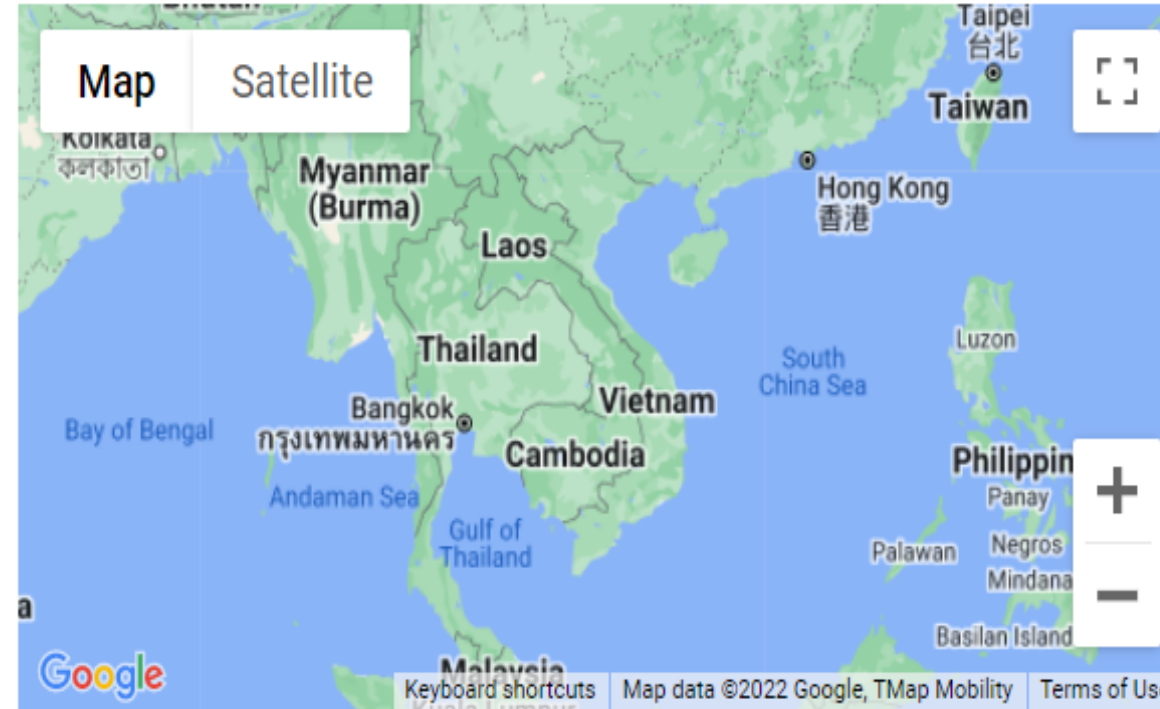 Bhutan
Taipei
台北
Map
Satellite
Taiwan
Kolkata
কলকাতা
Myanmar
(Burma)
Hong Kong
香港
Laos
Luzon
Thailand
South
China Sea
Vietnam
Bangkok
กรุงเทพมหานคร
Bay of Bengal
Cambodia
Philippin
Andaman Sea
Panay
Gulf of
Thailand
Palawan
Negros
Mindana
a
Basilan Island
Malaysia
Kuala Lumpur
Google
Keyboard shortcuts
Map data ©2022 Google, TMap Mobility
Terms of Us